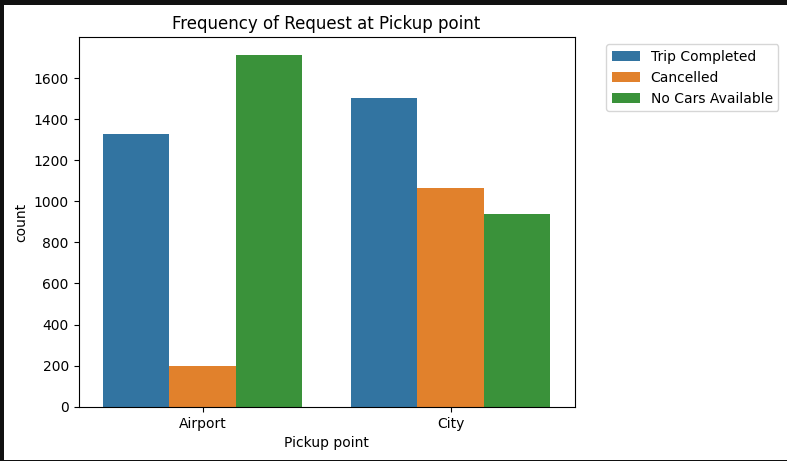 Frequency of Request at Pickup point
Trip Completed
Cancelled
No Cars Available
1600
1400
1200
1000
800
600
400
200
0
count
Airport
City
Pickup point